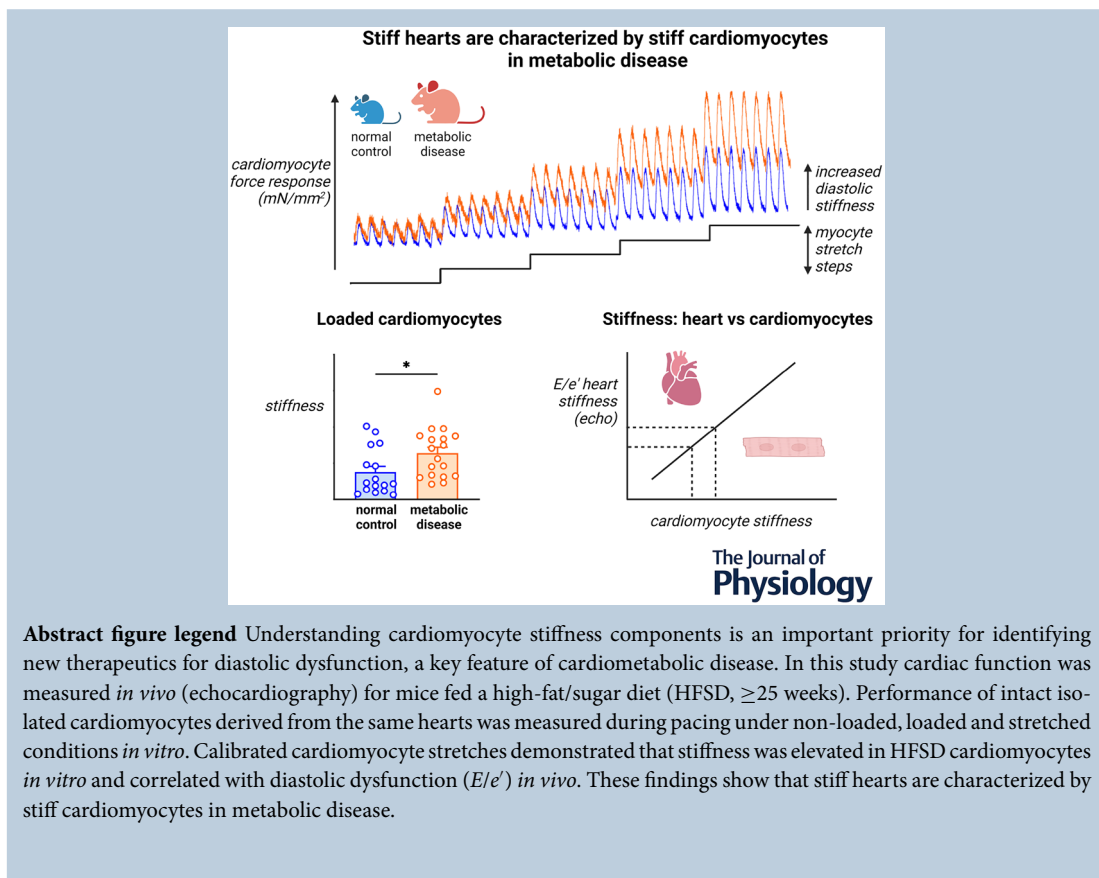 Stiff hearts are characterized by stiff cardiomyocytes
in metabolic disease
normal
control
metabolic
disease
cardiomyocyte
force response
(mN/mm²)
increased
diastolic
stiffness
myocyte
stretch
steps
Loaded cardiomyocytes
stiffness
*
normal
control
metabolic
disease
Stiffness: heart vs cardiomyocytes
E/e' heart
stiffness
(echo)
cardiomyocyte stiffness
The Journal of
Physiology
Abstract figure legend Understanding cardiomyocyte stiffness components is an important priority for identifying
new therapeutics for diastolic dysfunction, a key feature of cardiometabolic disease. In this study cardiac function was
measured in vivo (echocardiography) for mice fed a high-fat/sugar diet (HFSD, ≥25 weeks). Performance of intact iso-
lated cardiomyocytes derived from the same hearts was measured during pacing under non-loaded, loaded and stretched
conditions in vitro. Calibrated cardiomyocyte stretches demonstrated that stiffness was elevated in HFSD cardiomyocytes
in vitro and correlated with diastolic dysfunction (E/e′) in vivo. These findings show that stiff hearts are characterized by
stiff cardiomyocytes in metabolic disease.